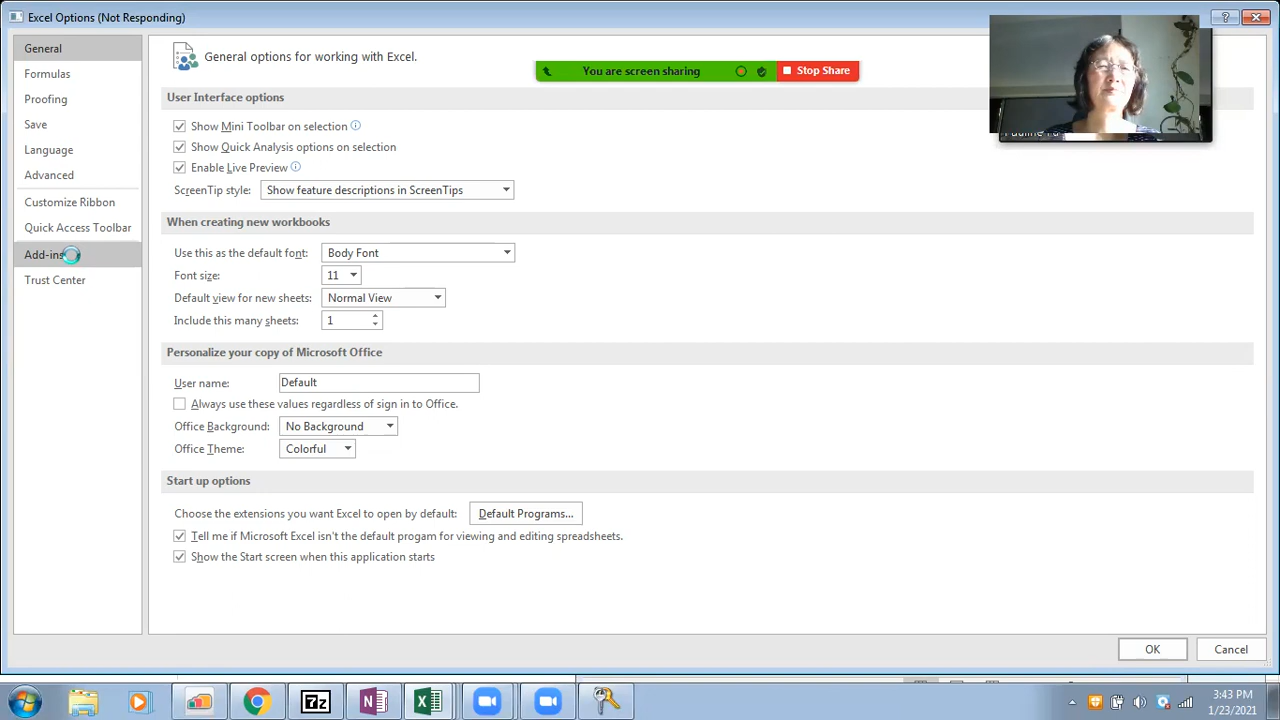 Excel Options (Not Responding)
General
Formulas
Proofing
Save
Language
Advanced
Customize Ribbon
Quick Access Toolbar
Add-ins
Trust Center
General options for working with Excel.
You are screen sharing
Stop Share
User Interface options
Show Mini Toolbar on selection
Show Quick Analysis options on selection
Enable Live Preview
ScreenTip style: Show feature descriptions in ScreenTips
When creating new workbooks
Use this as the default font: Body Font
Font size: 11
Default view for new sheets: Normal View
Include this many sheets: 1
Personalize your copy of Microsoft Office
User name: Default
Always use these values regardless of sign in to Office.
Office Background: No Background
Office Theme: Colorful
Start up options
Choose the extensions you want Excel to open by default: Default Programs...
Tell me if Microsoft Excel isn't the default progam for viewing and editing spreadsheets.
Show the Start screen when this application starts
OK
Cancel
7z
3:43 PM
1/23/2021